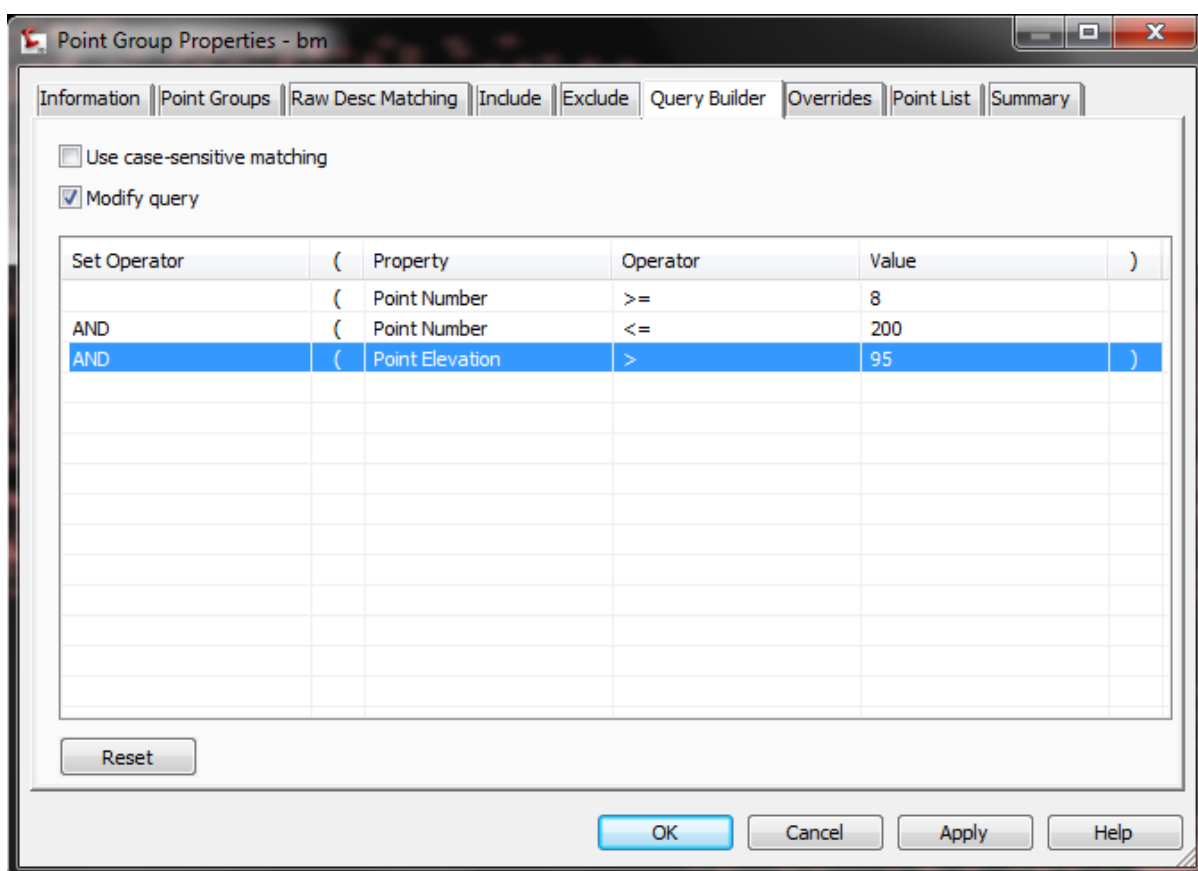 Point Group Properties - bm
Information Point Groups Raw Desc Matching Include Exclude Query Builder Overrides Point List Summary
Use case-sensitive matching
Modify query
Set Operator ( Property Operator Value )
( Point Number >= 8
AND ( Point Number <= 200
AND ( Point Elevation > 95 )
Reset
OK Cancel Apply Help